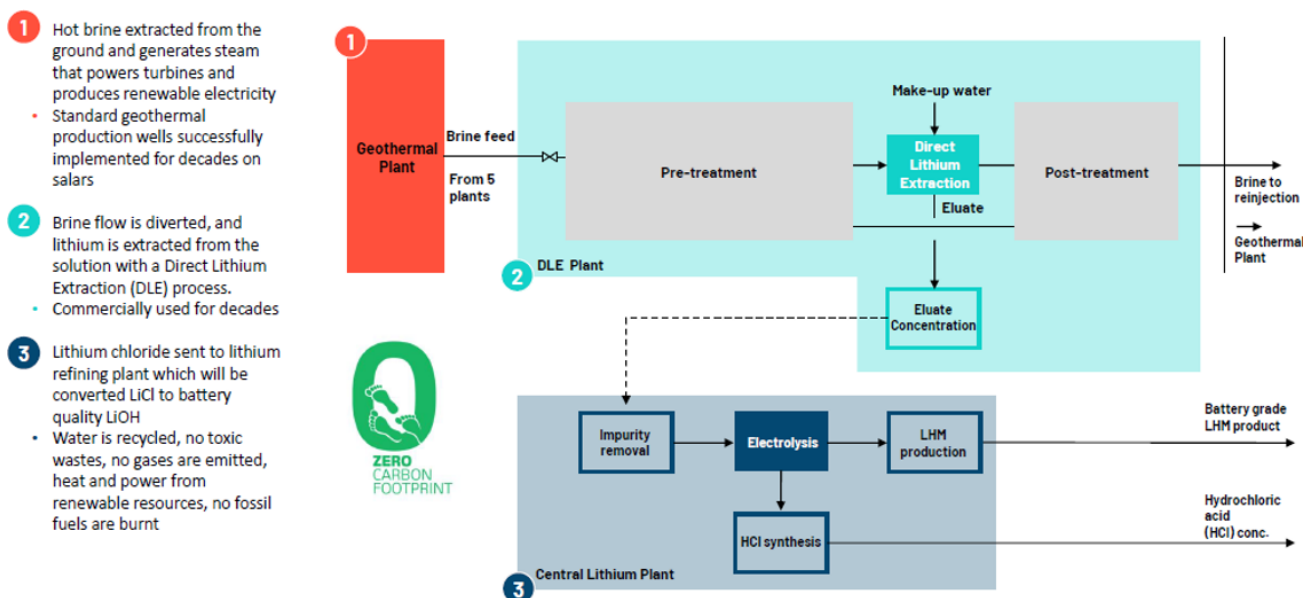 1
Hot brine extracted from the
ground and generates steam
that powers turbines and
produces renewable electricity
• Standard geothermal
production wells successfully
implemented for decades on
salars
2
Brine flow is diverted, and
lithium is extracted from the
solution with a Direct Lithium
Extraction (DLE) process.
• Commercially used for decades
3
Lithium chloride sent to lithium
refining plant which will be
converted LiCl to battery
quality LiOH
• Water is recycled, no toxic
wastes, no gases are emitted,
heat and power from
renewable resources, no fossil
fuels are burnt
1
Geothermal
Plant
Brine feed
From 5
plants
Pre-treatment
Make-up water
Direct
Lithium
Extraction
Eluate
Post-treatment
Brine to
reinjection
Geothermal
Plant
2
DLE Plant
Eluate
Concentration
0
ZERO
CARBON
FOOTPRINT
Impurity
removal
Electrolysis
LHM
production
Battery grade
LHM product
HCl synthesis
Hydrochloric
acid
(HCl) conc.
3
Central Lithium Plant